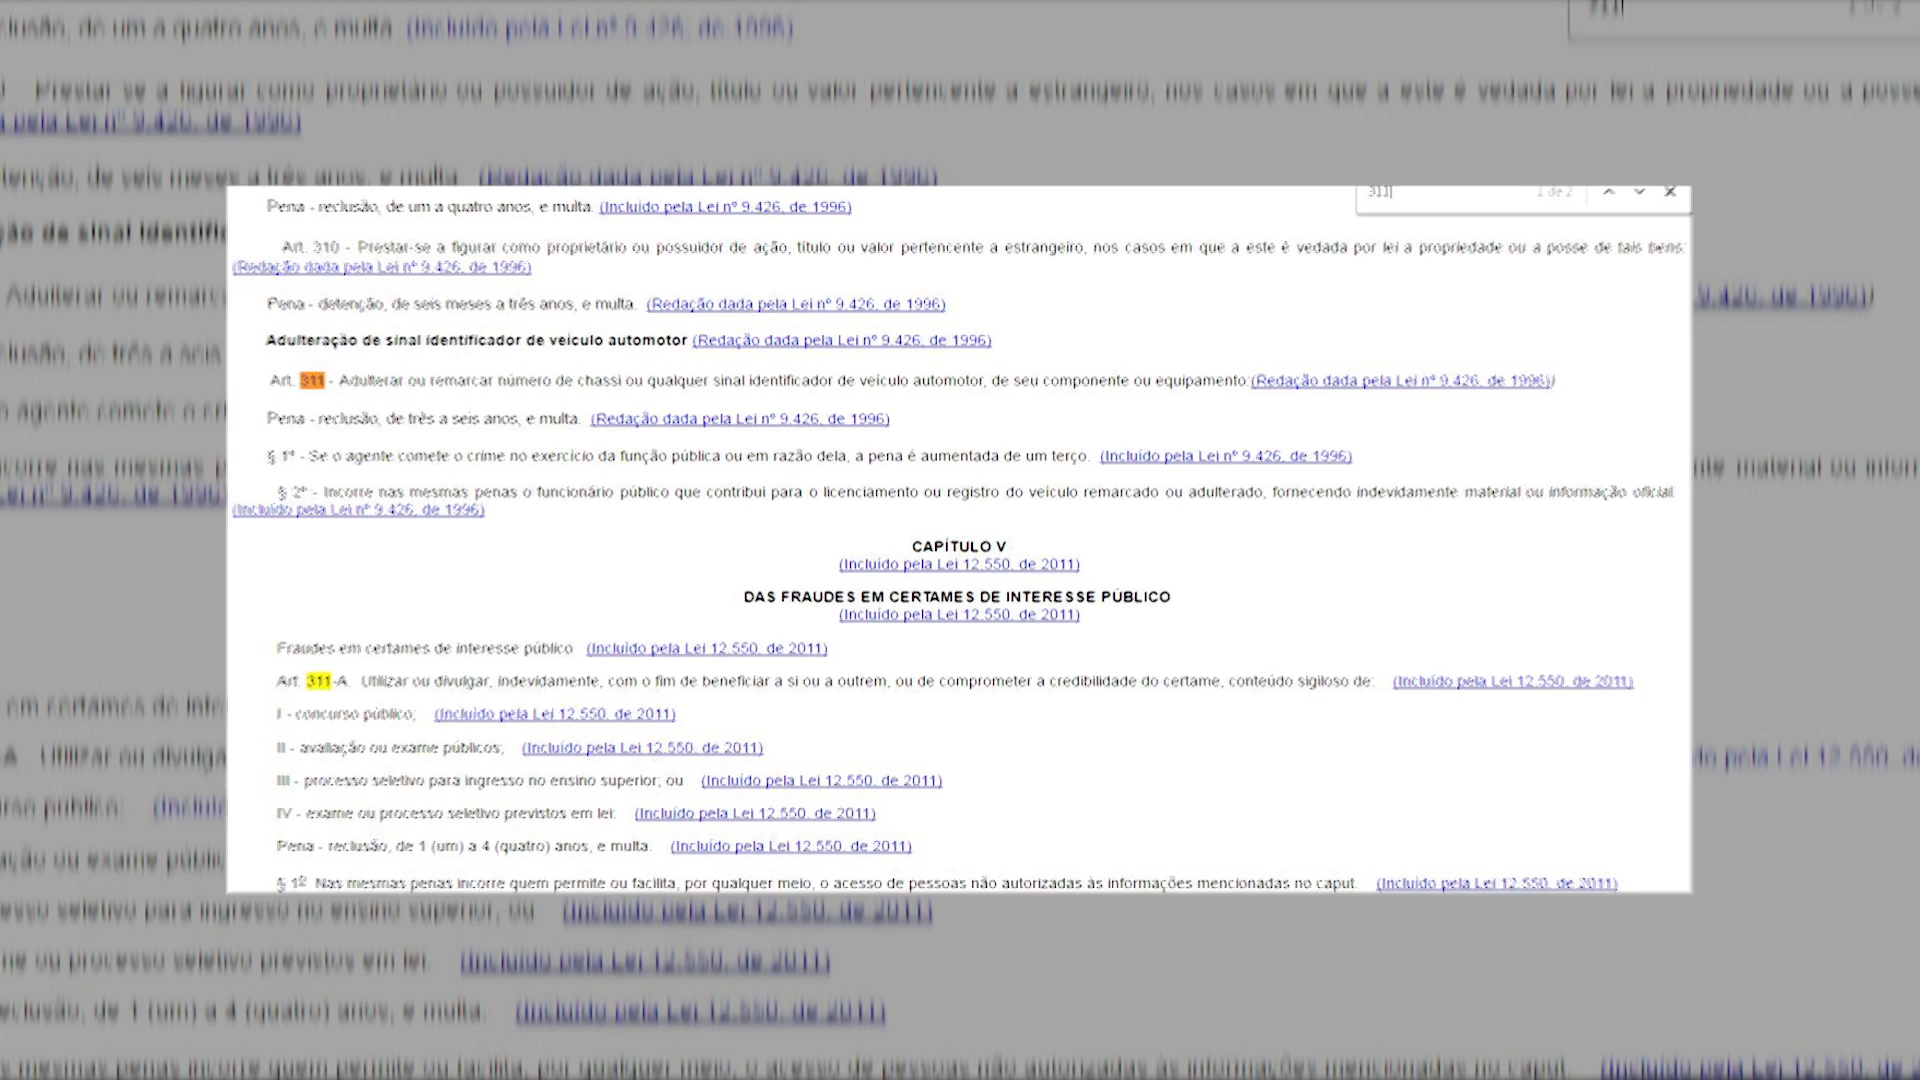 311 1 de 2
Pena - reclusão, de um a quatro anos, e multa. (Incluído pela Lei nº 9.426, de 1996)
Art. 310 - Prestar-se a figurar como proprietário ou possuidor de ação, título ou valor pertencente a estrangeiro, nos casos em que a este é vedada por lei a propriedade ou a posse de tais bens:
(Redação dada pela Lei nº 9.426, de 1996)
Pena - detenção, de seis meses a três anos, e multa. (Redação dada pela Lei nº 9.426, de 1996)
Adulteração de sinal identificador de veículo automotor (Redação dada pela Lei nº 9.426, de 1996)
Art. 311 - Adulterar ou remarcar número de chassi ou qualquer sinal identificador de veículo automotor, de seu componente ou equipamento:(Redação dada pela Lei nº 9.426, de 1996))
Pena - reclusão, de três a seis anos, e multa. (Redação dada pela Lei nº 9.426, de 1996)
§ 1º - Se o agente comete o crime no exercício da função pública ou em razão dela, a pena é aumentada de um terço. (Incluído pela Lei nº 9.426, de 1996)
§ 2º - Incorre nas mesmas penas o funcionário público que contribui para o licenciamento ou registro do veículo remarcado ou adulterado, fornecendo indevidamente material ou informação oficial.
(Incluído pela Lei nº 9.426, de 1996)
CAPÍTULO V
(Incluído pela Lei 12.550. de 2011)
DAS FRAUDES EM CERTAMES DE INTERESSE PÚBLICO
(Incluído pela Lei 12.550. de 2011)
Fraudes em certames de interesse público (Incluído pela Lei 12.550. de 2011)
Art. 311-A. Utilizar ou divulgar, indevidamente, com o fim de beneficiar a si ou a outrem, ou de comprometer a credibilidade do certame, conteúdo sigiloso de: (Incluído pela Lei 12.550. de 2011)
I - concurso público; (Incluído pela Lei 12.550. de 2011)
II - avaliação ou exame públicos; (Incluído pela Lei 12.550. de 2011)
III - processo seletivo para ingresso no ensino superior; ou (Incluído pela Lei 12.550. de 2011)
IV - exame ou processo seletivo previstos em lei: (Incluído pela Lei 12.550. de 2011)
Pena - reclusão, de 1 (um) a 4 (quatro) anos, e multa. (Incluído pela Lei 12.550. de 2011)
§ 1º Nas mesmas penas incorre quem permite ou facilita, por qualquer meio, o acesso de pessoas não autorizadas às informações mencionadas no caput. (Incluído pela Lei 12.550. de 2011)